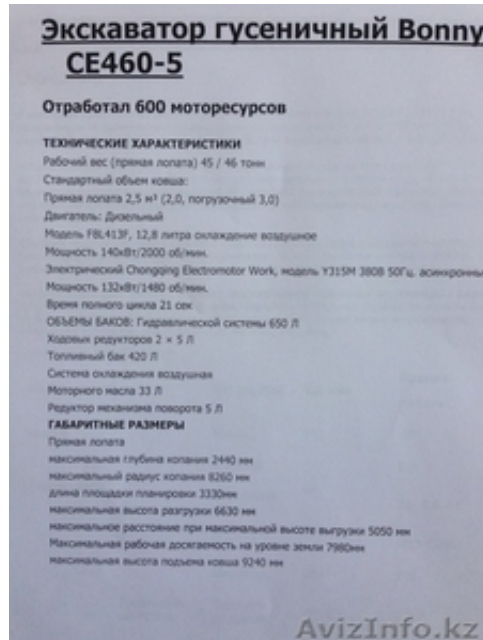 Экскаватор гусеничный Bonny
СЕ460-5
Отработал 600 моторесурсов
ТЕХНИЧЕСКИЕ ХАРАКТЕРИСТИКИ
Рабочий вес (прямая лопата) 45 / 46 тонн
Стандартный объем ковша:
Прямая лопата 2,5 м³ (2,0, погрузочный 3,0)
Двигатель: Дизельный
Модель F8L413F, 12,8 литра охлаждение воздушное
Мощность 140кВт/2000 об/мин.
Электрический Chongqing Electromotor Work, модель Y315M 380В 50Гц. асинхронны
Мощность 132кВт/1480 об/мин.
Время полного цикла 21 сек
ОБЪЕМЫ БАКОВ: Гидравлической системы 650 Л
Ходовых редукторов 2 × 5 Л
Топливный бак 420 Л
Система охлаждения воздушная
Моторного масла 33 Л
Редуктор механизма поворота 5 Л
ГАБАРИТНЫЕ РАЗМЕРЫ
Прямая лопата
максимальная глубина копания 2440 мм
максимальный радиус копания 8260 мм
длина площадки планировки 3330мм
максимальная высота разгрузки 6630 мм
максимальное расстояние при максимальной высоте выгрузки 5050 мм
Максимальная рабочая досягаемость на уровне земли 7980мм
максимальная высота подъема ковша 9240 мм
AvizInfo.kz